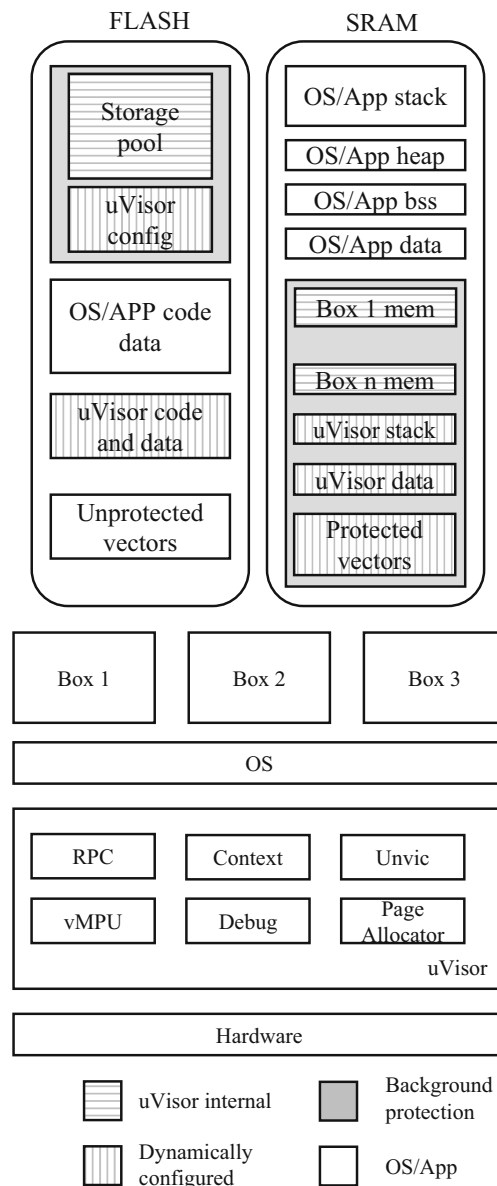 FLASH
SRAM
Storage
pool
uVisor
config
OS/APP code
data
uVisor code
and data
Unprotected
vectors
OS/App stack
OS/App heap
OS/App bss
OS/App data
Box 1 mem
Box n mem
uVisor stack
uVisor data
Protected
vectors
Box 1
Box 2
Box 3
OS
RPC
Context
Unvic
vMPU
Debug
Page
Allocator
uVisor
Hardware
uVisor internal
Background
protection
Dynamically
configured
OS/App